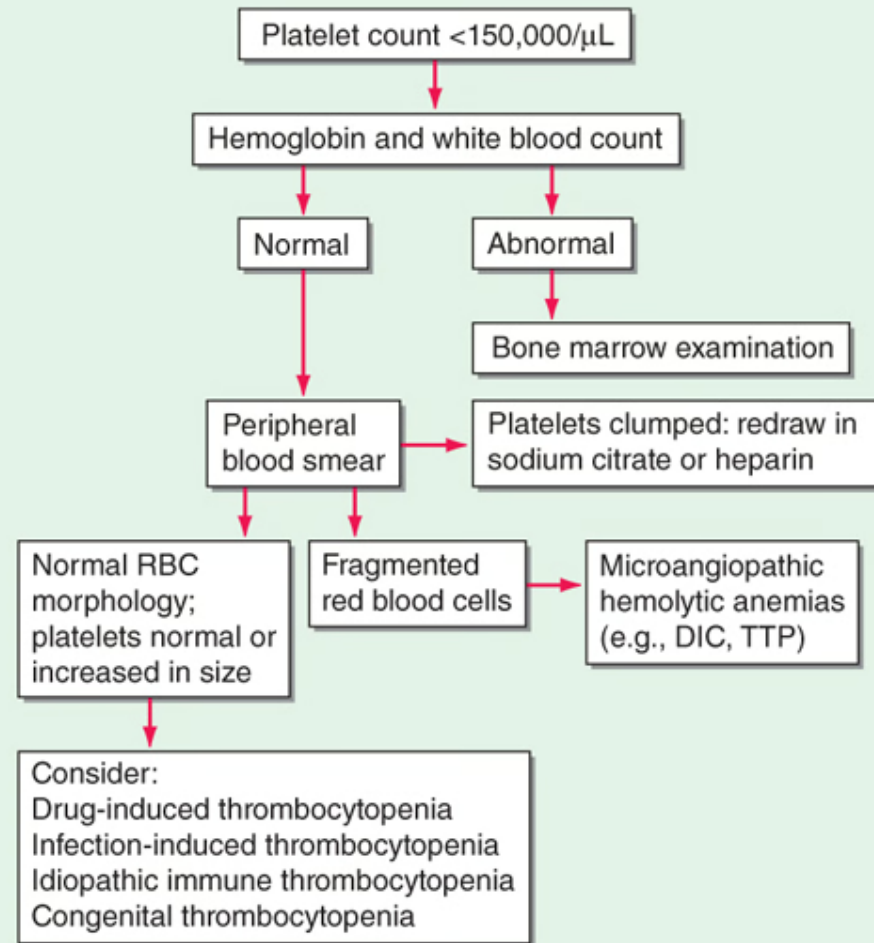 Platelet count <150,000/μL
Hemoglobin and white blood count
Normal
Abnormal
Bone marrow examination
Peripheral
blood smear
Platelets clumped: redraw in
sodium citrate or heparin
Normal RBC
morphology;
platelets normal or
increased in size
Fragmented
red blood cells
Microangiopathic
hemolytic anemias
(e.g., DIC, TTP)
Consider:
Drug-induced thrombocytopenia
Infection-induced thrombocytopenia
Idiopathic immune thrombocytopenia
Congenital thrombocytopenia